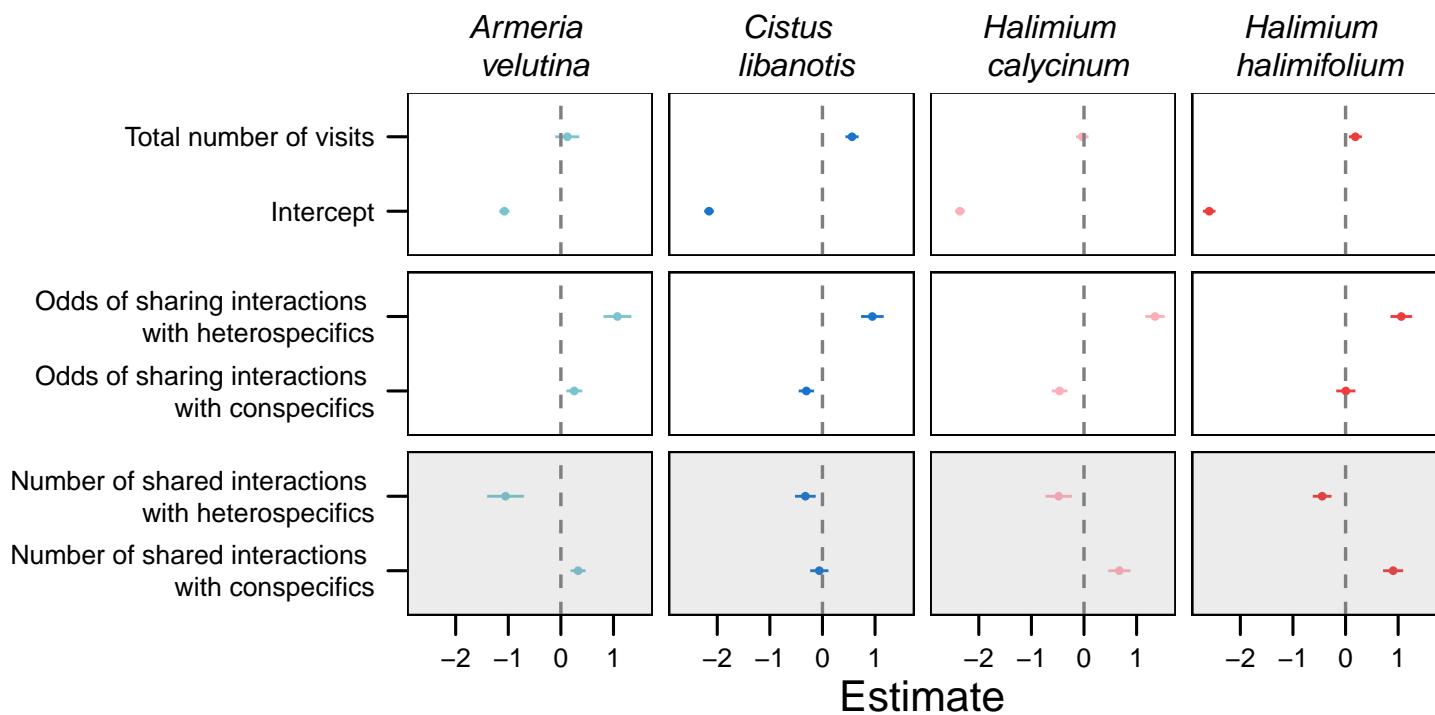 Armeria
velutina
Cistus
libanotis
Halimium
calycinum
Halimium
halimifolium
Total number of visits
Intercept
Odds of sharing interactions
with heterospecifics
Odds of sharing interactions
with conspecifics
Number of shared interactions
with heterospecifics
Number of shared interactions
with conspecifics
−2 −1 0 1 −2 −1 0 1 −2 −1 0 1 −2 −1 0 1
Estimate